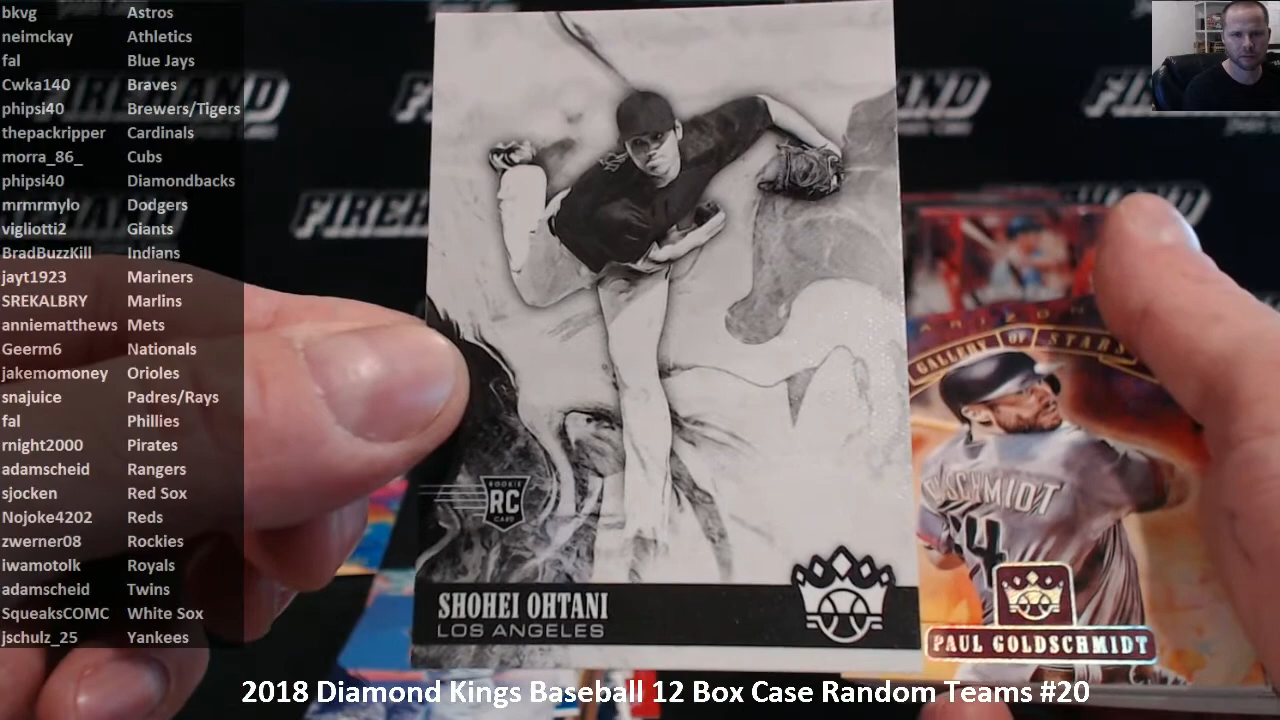 bkvg Astros
neimckay Athletics
fal Blue Jays
Cwka140 Braves
phipsi40 Brewers/Tigers
thepackripper Cardinals
morra_86_ Cubs
phipsi40 Diamondbacks
mrmrmylo Dodgers
vigliotti2 Giants
BradBuzzKill Indians
jayt1923 Mariners
SREKALBRY Marlins
anniematthews Mets
Geerm6 Nationals
jakemomoney Orioles
snajuice Padres/Rays
fal Phillies
rnight2000 Pirates
adamscheid Rangers
sjocken Red Sox
Nojoke4202 Reds
zwerner08 Rockies
iwamotolk Royals
adamscheid Twins
SqueaksCOMC White Sox
jschulz_25 Yankees
ROOKIE
RC
CARD
SHOHEI OHTANI
LOS ANGELES
GALLERY OF STARS
PAUL GOLDSCHMIDT
2018 Diamond Kings Baseball 12 Box Case Random Teams #20